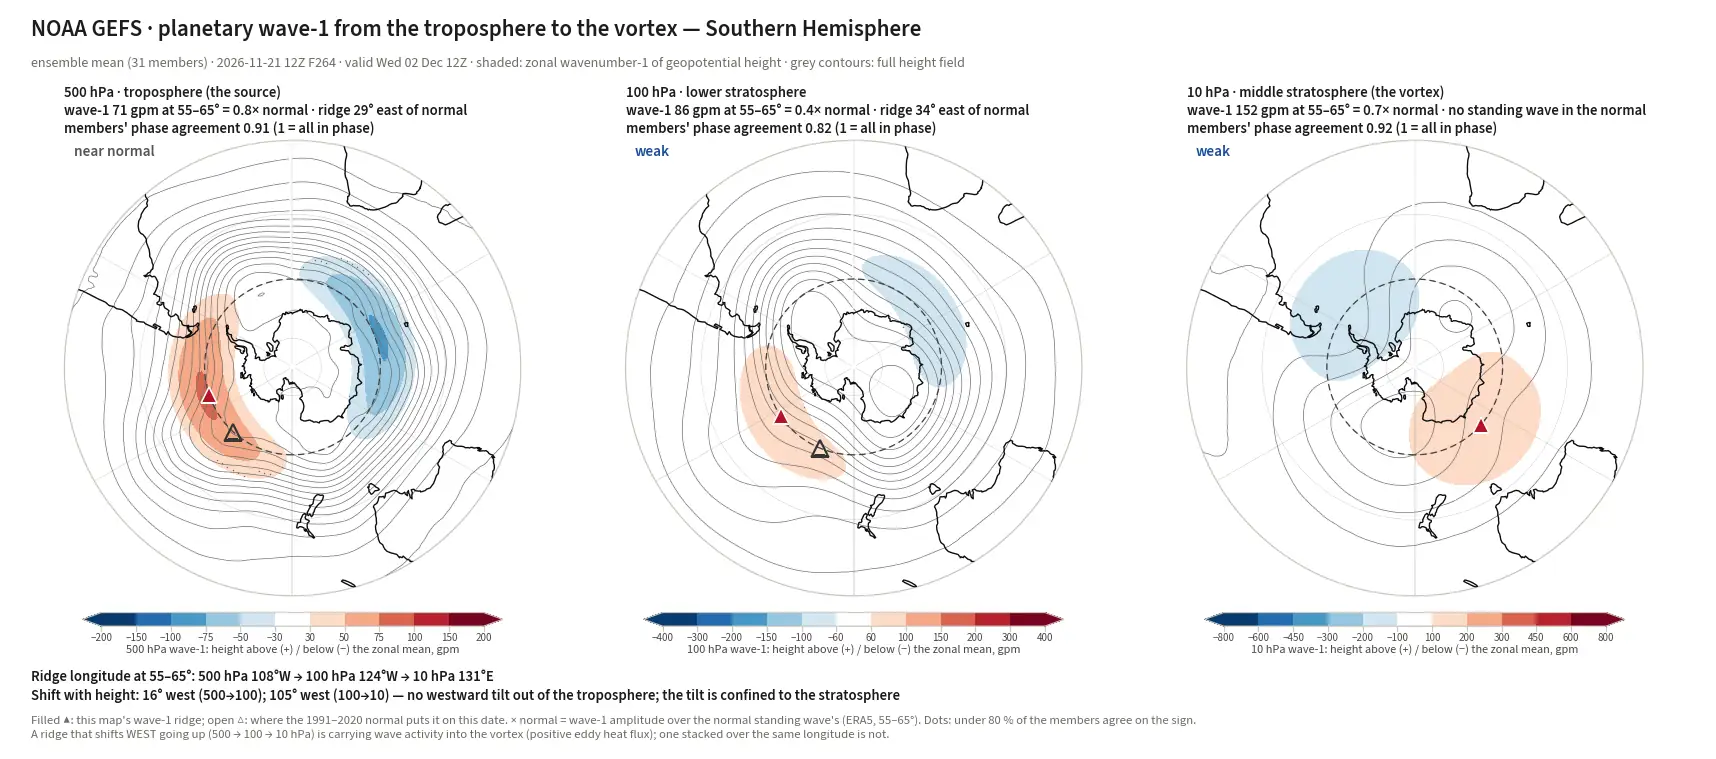 NOAA GEFS · planetary wave-1 from the troposphere to the vortex — Southern Hemisphere
ensemble mean (31 members) · 2026-11-21 12Z F264 · valid Wed 02 Dec 12Z · shaded: zonal wavenumber-1 of geopotential height · grey contours: full height field
500 hPa · troposphere (the source)
wave-1 71 gpm at 55–65° = 0.8× normal · ridge 29° east of normal
members' phase agreement 0.91 (1 = all in phase)
near normal
100 hPa · lower stratosphere
wave-1 86 gpm at 55–65° = 0.4× normal · ridge 34° east of normal
members' phase agreement 0.82 (1 = all in phase)
weak
10 hPa · middle stratosphere (the vortex)
wave-1 152 gpm at 55–65° = 0.7× normal · no standing wave in the normal
members' phase agreement 0.92 (1 = all in phase)
weak
−200 −150 −100 −75 −50 −30 30 50 75 100 150 200
500 hPa wave-1: height above (+) / below (−) the zonal mean, gpm
−400 −300 −200 −150 −100 −60 60 100 150 200 300 400
100 hPa wave-1: height above (+) / below (−) the zonal mean, gpm
−800 −600 −450 −300 −200 −100 100 200 300 450 600 800
10 hPa wave-1: height above (+) / below (−) the zonal mean, gpm
Ridge longitude at 55–65°: 500 hPa 108°W → 100 hPa 124°W → 10 hPa 131°E
Shift with height: 16° west (500→100); 105° west (100→10) — no westward tilt out of the troposphere; the tilt is confined to the stratosphere
Filled ▲: this map's wave-1 ridge; open △: where the 1991–2020 normal puts it on this date. × normal = wave-1 amplitude over the normal standing wave's (ERA5, 55–65°). Dots: under 80 % of the members agree on the sign.
A ridge that shifts WEST going up (500 → 100 → 10 hPa) is carrying wave activity into the vortex (positive eddy heat flux); one stacked over the same longitude is not.